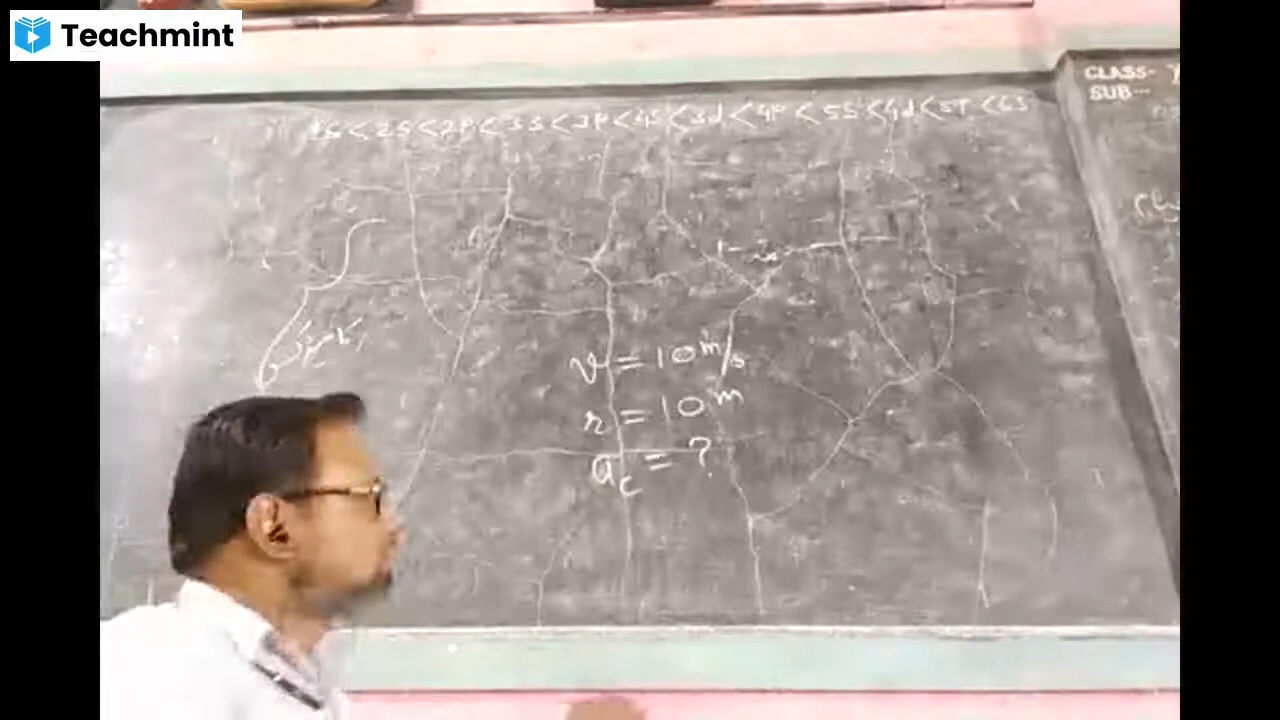 Teachmint
CLASS-
SUB--
1S < 2S < 2P < 3S < 3P < 4S < 3d < 4P < 5S < 4d < 5P < 6S
v = 10 m/s
r = 10 m
a_c = ?